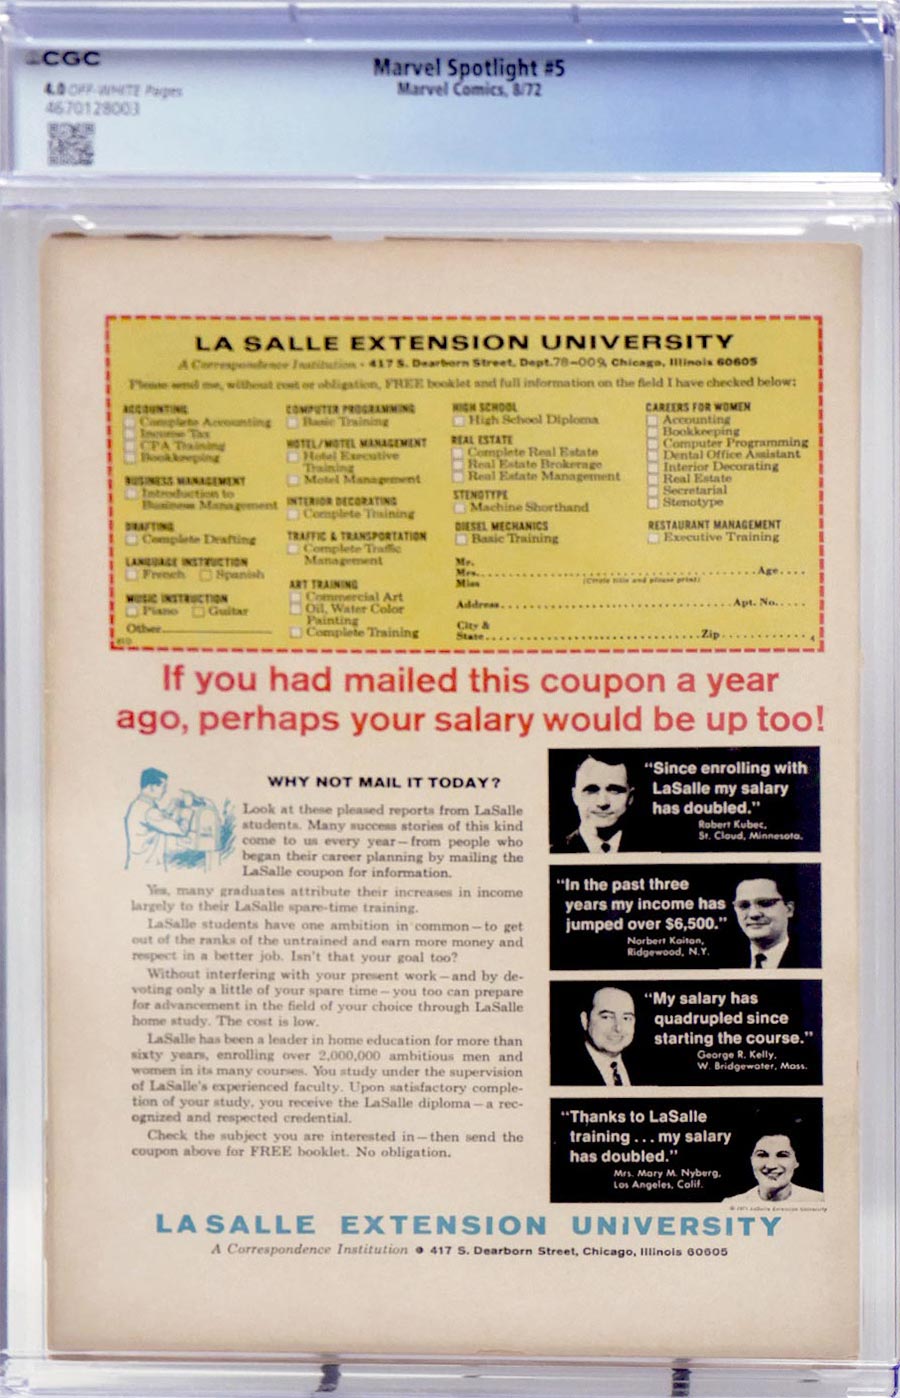 CGC
Marvel Spotlight #5
Marvel Comics, 8/72
4.0 OFF-WHITE Pages
4670128003
LA SALLE EXTENSION UNIVERSITY
A Correspondence Institution • 417 S. Dearborn Street, Dept. 78-009, Chicago, Illinois 60605
Please send me, without cost or obligation, FREE booklet and full information on the field I have checked below:
ACCOUNTING
Complete Accounting
Income Tax
CPA Training
Bookkeeping
BUSINESS MANAGEMENT
Introduction to
Business Management
DRAFTING
Complete Drafting
LANGUAGE INSTRUCTION
French Spanish
MUSIC INSTRUCTION
Piano Guitar
Other
COMPUTER PROGRAMMING
Basic Training
HOTEL/MOTEL MANAGEMENT
Hotel Executive
Training
Motel Management
INTERIOR DECORATING
Complete Training
TRAFFIC & TRANSPORTATION
Complete Traffic
Management
ART TRAINING
Commercial Art
Oil, Water Color
Painting
Complete Training
HIGH SCHOOL
High School Diploma
REAL ESTATE
Complete Real Estate
Real Estate Brokerage
Real Estate Management
STENOTYPE
Machine Shorthand
DIESEL MECHANICS
Basic Training
CAREERS FOR WOMEN
Accounting
Bookkeeping
Computer Programming
Dental Office Assistant
Interior Decorating
Real Estate
Secretarial
Stenotype
RESTAURANT MANAGEMENT
Executive Training
Mr.
Mrs. Age
Miss (Circle title and please print)
Address Apt. No.
City &
State Zip 4
If you had mailed this coupon a year
ago, perhaps your salary would be up too!
WHY NOT MAIL IT TODAY?
Look at these pleased reports from LaSalle
students. Many success stories of this kind
come to us every year—from people who
began their career planning by mailing the
LaSalle coupon for information.
Yes, many graduates attribute their increases in income
largely to their LaSalle spare-time training.
LaSalle students have one ambition in common—to get
out of the ranks of the untrained and earn more money and
respect in a better job. Isn't that your goal too?
Without interfering with your present work—and by de-
voting only a little of your spare time—you too can prepare
for advancement in the field of your choice through LaSalle
home study. The cost is low.
LaSalle has been a leader in home education for more than
sixty years, enrolling over 2,000,000 ambitious men and
women in its many courses. You study under the supervision
of LaSalle's experienced faculty. Upon satisfactory comple-
tion of your study, you receive the LaSalle diploma—a rec-
ognized and respected credential.
Check the subject you are interested in—then send the
coupon above for FREE booklet. No obligation.
"Since enrolling with
LaSalle my salary
has doubled."
Robert Kubec,
St. Cloud, Minnesota.
"In the past three
years my income has
jumped over $6,500."
Norbert Kaiton,
Ridgewood, N.Y.
"My salary has
quadrupled since
starting the course."
George R. Kelly,
W. Bridgewater, Mass.
"Thanks to LaSalle
training . . . my salary
has doubled."
Mrs. Mary M. Nyberg,
Los Angeles, Calif.
© 1971 LaSalle Extension University
LA SALLE EXTENSION UNIVERSITY
A Correspondence Institution • 417 S. Dearborn Street, Chicago, Illinois 60605